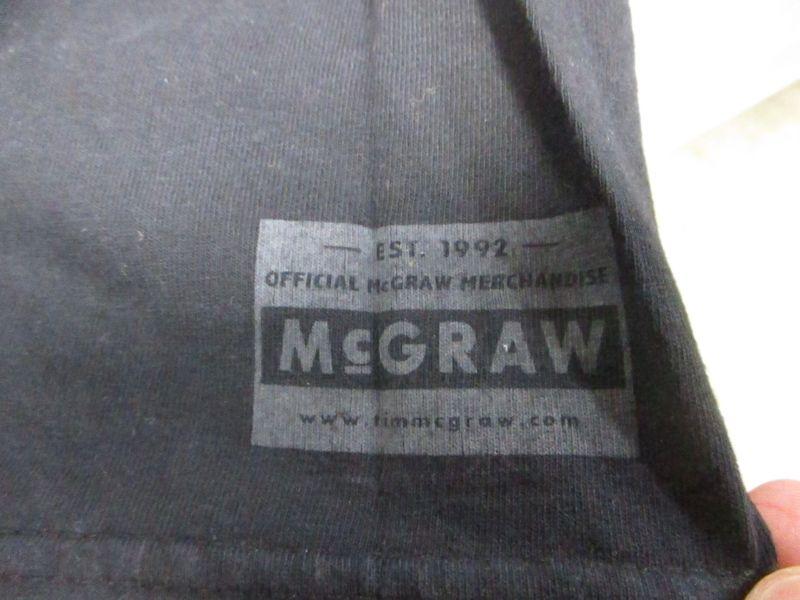 — EST. 1992 —
OFFICIAL McGRAW MERCHANDISE
McGRAW
www.timmcgraw.com